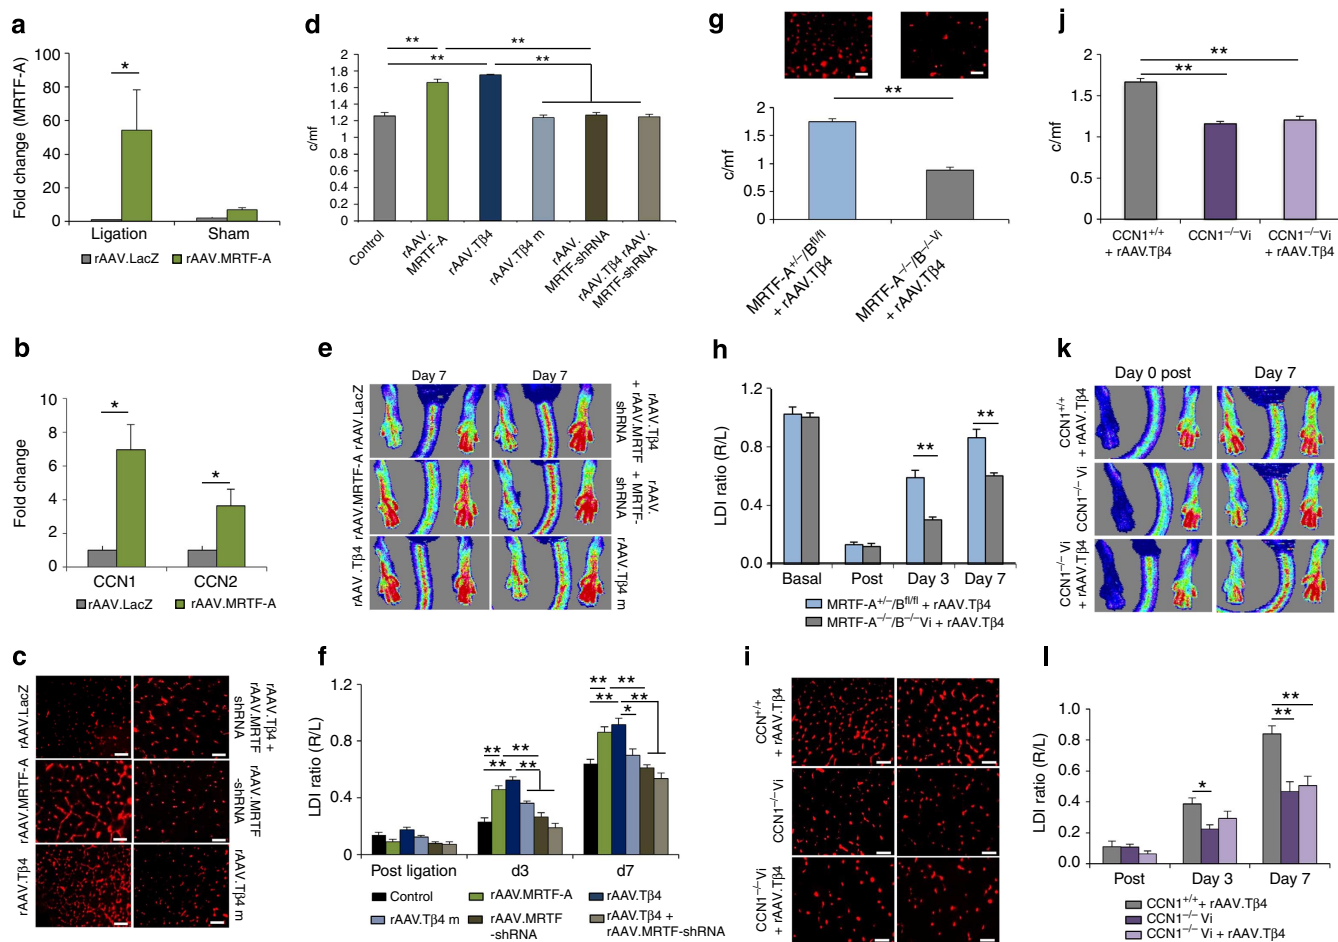 a
Fold change (MRTF-A)
100
80
60
40
20
0
*
Ligation
Sham
rAAV.LacZ
rAAV.MRTF-A
b
Fold change
10
8
6
4
2
0
*
*
CCN1
CCN2
rAAV.LacZ
rAAV.MRTF-A
c
rAAV.LacZ
rAAV.MRTF-A
rAAV.Tβ4
rAAV.Tβ4 +
rAAV.MRTF
shRNA
rAAV.MRTF
-shRNA
rAAV.Tβ4 m
d
c/mf
2
1.8
1.6
1.4
1.2
1
0.8
0.6
0.4
0.2
0
**
**
**
**
Control
rAAV.
MRTF-A
rAAV.Tβ4
rAAV.Tβ4 m
rAAV.
MRTF-shRNA
rAAV.Tβ4 rAAV.
MRTF-shRNA
e
Day 7
Day 7
rAAV.LacZ
rAAV.MRTF-A
rAAV.Tβ4
rAAV.Tβ4
+ rAAV.MRTF
shRNA
rAAV.
+ MRTF-
shRNA
rAAV.Tβ4 m
f
LDI ratio (R/L)
1.2
0.8
0.4
0
**
**
**
**
**
**
**
**
*
Post ligation
d3
d7
Control
rAAV.MRTF-A
rAAV.Tβ4
rAAV.Tβ4 m
rAAV.MRTF
-shRNA
rAAV.Tβ4 +
rAAV.MRTF-shRNA
g
c/mf
2
1.5
1
0.5
0
**
MRTF-A+/−/Bfl/fl
+ rAAV.Tβ4
MRTF-A−/−/B−/−Vi
+ rAAV.Tβ4
h
LDI ratio (R/L)
1.2
0.8
0.4
0.0
**
**
Basal
Post
Day 3
Day 7
MRTF-A+/−/Bfl/fl + rAAV.Tβ4
MRTF-A−/−/B−/−Vi + rAAV.Tβ4
i
CCN+/+
+ rAAV.Tβ4
CCN1−/−Vi
CCN1−/−Vi
+ rAAV.Tβ4
j
c/mf
2
1.5
1
0.5
0
**
**
CCN1+/+
+ rAAV.Tβ4
CCN1−/−Vi
CCN1−/−Vi
+ rAAV.Tβ4
k
Day 0 post
Day 7
CCN1+/+
+ rAAV.Tβ4
CCN1−/− Vi
CCN1−/− Vi
+ rAAV.Tβ4
l
LDI ratio (R/L)
1.0
0.8
0.6
0.4
0.2
0.0
*
**
**
Post
Day 3
Day 7
CCN1+/+ + rAAV.Tβ4
CCN1−/− Vi
CCN1−/− Vi + rAAV.Tβ4